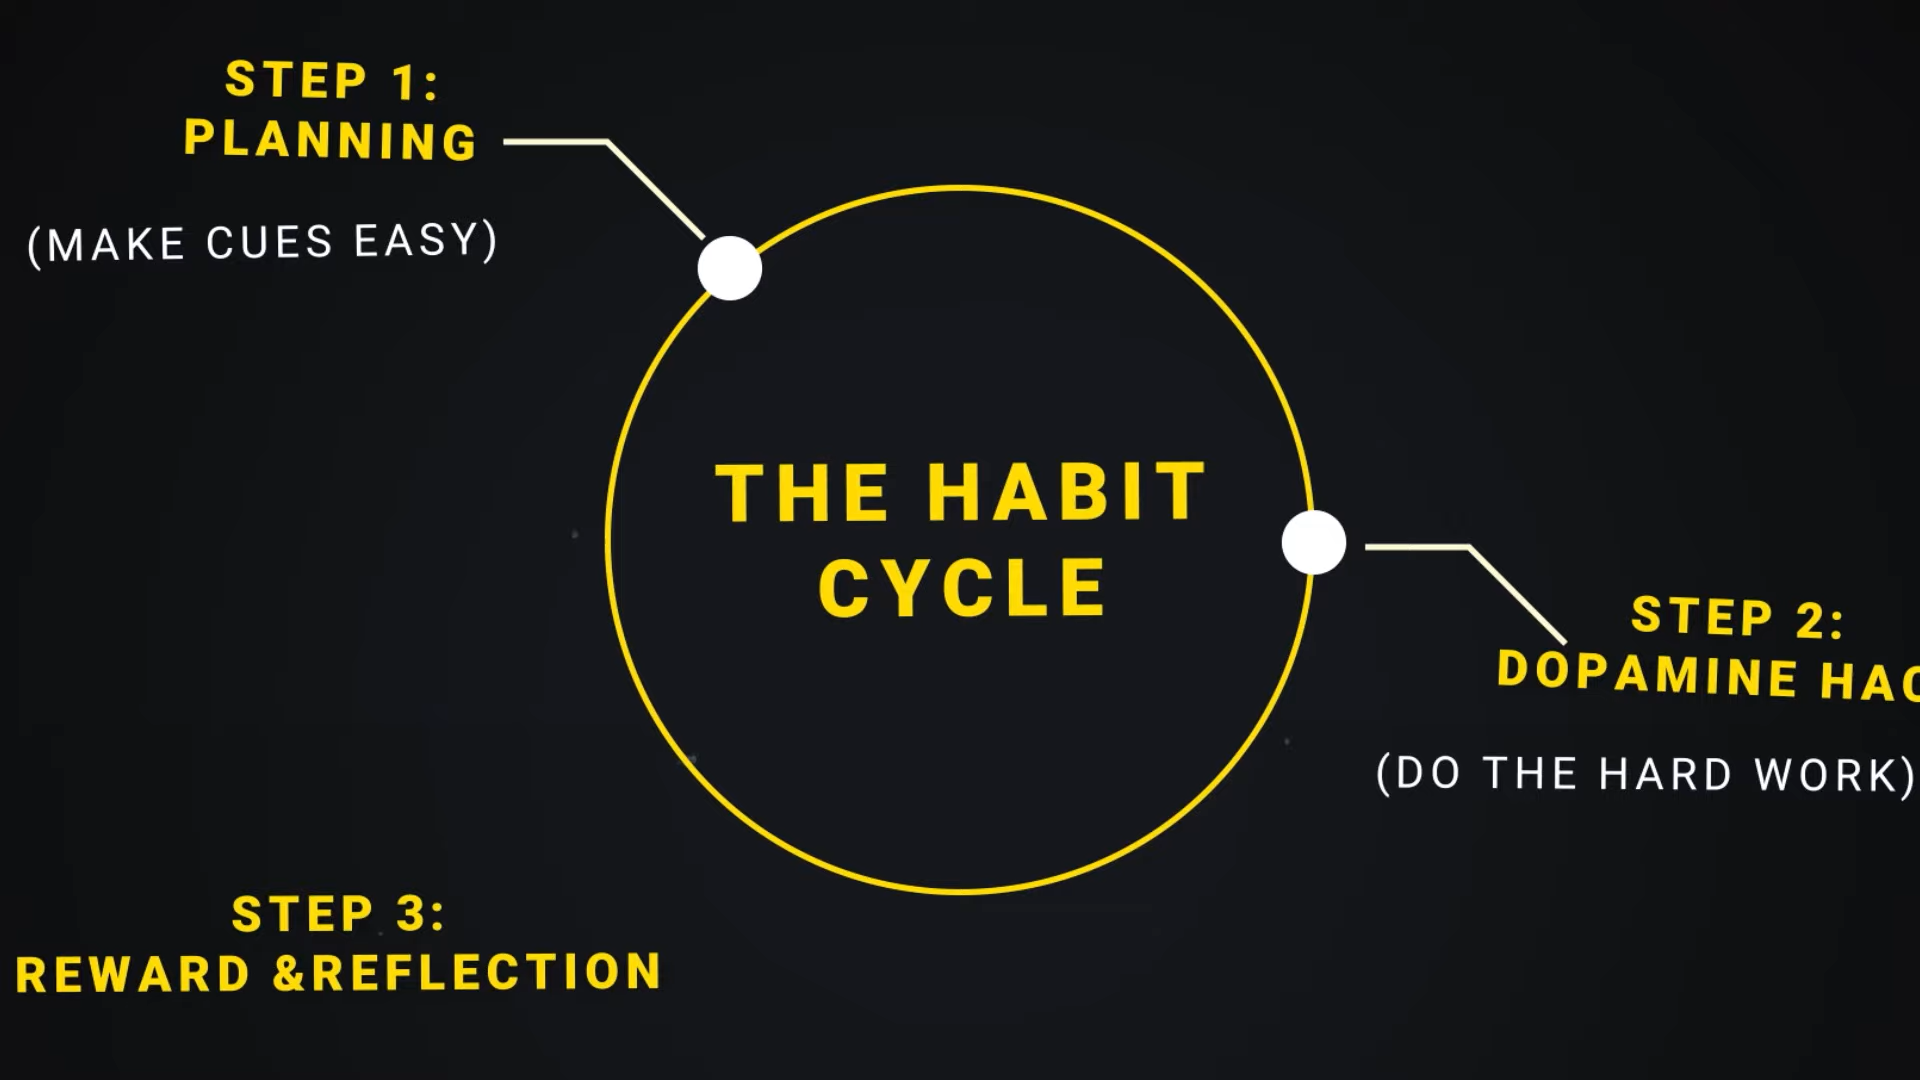 STEP 1:
PLANNING
(MAKE CUES EASY)
THE HABIT
CYCLE
STEP 2:
DOPAMINE
(DO THE HARD WORK)
STEP 3:
REWARD &REFLECTION